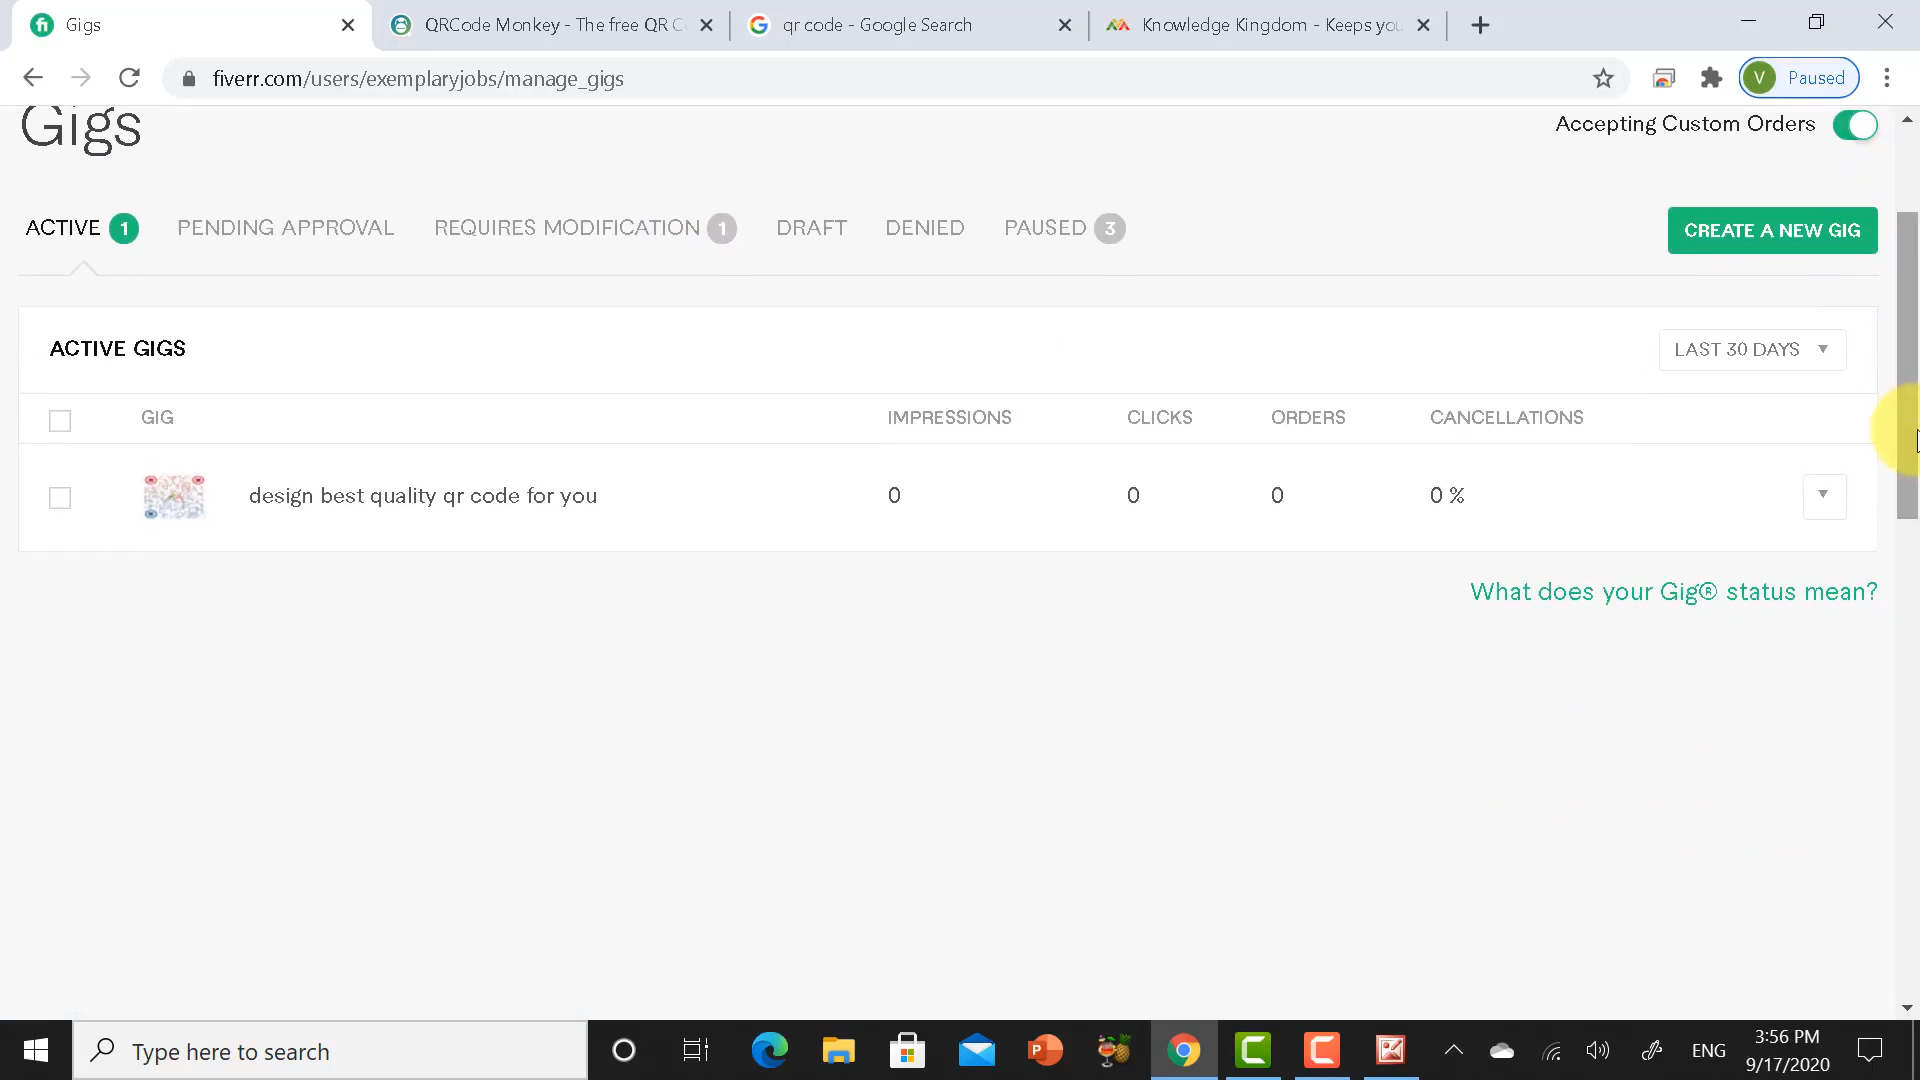 Gigs
QRCode Monkey - The free QR C
qr code - Google Search
Knowledge Kingdom - Keeps you
fiverr.com/users/exemplaryjobs/manage_gigs
V Paused
Gigs
Accepting Custom Orders
ACTIVE 1 PENDING APPROVAL REQUIRES MODIFICATION 1 DRAFT DENIED PAUSED 3
CREATE A NEW GIG
ACTIVE GIGS
LAST 30 DAYS
GIG IMPRESSIONS CLICKS ORDERS CANCELLATIONS
design best quality qr code for you 0 0 0 0 %
What does your Gig® status mean?
Type here to search
ENG
3:56 PM
9/17/2020